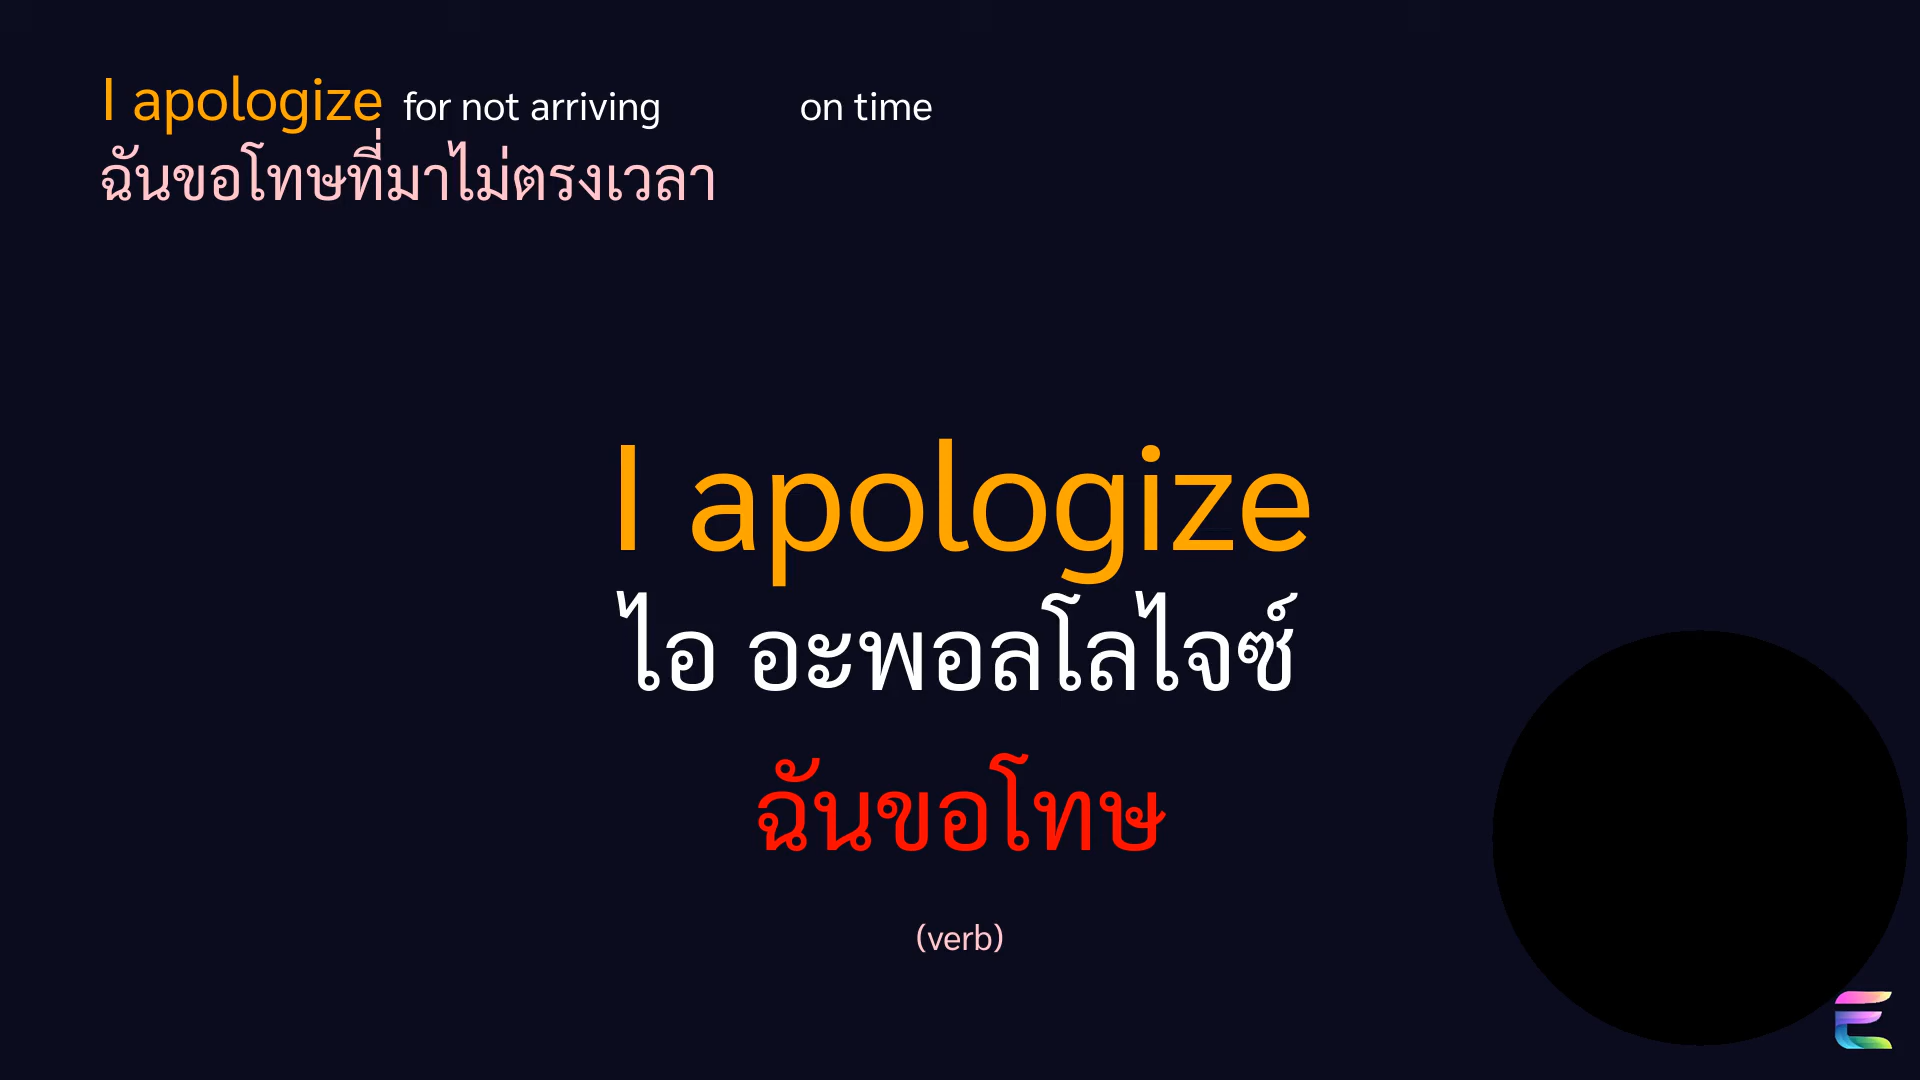 I apologize for not arriving on time
ฉันขอโทษที่มาไม่ตรงเวลา
I apologize
ไอ อะพอลโลไจซ์
ฉันขอโทษ
(verb)